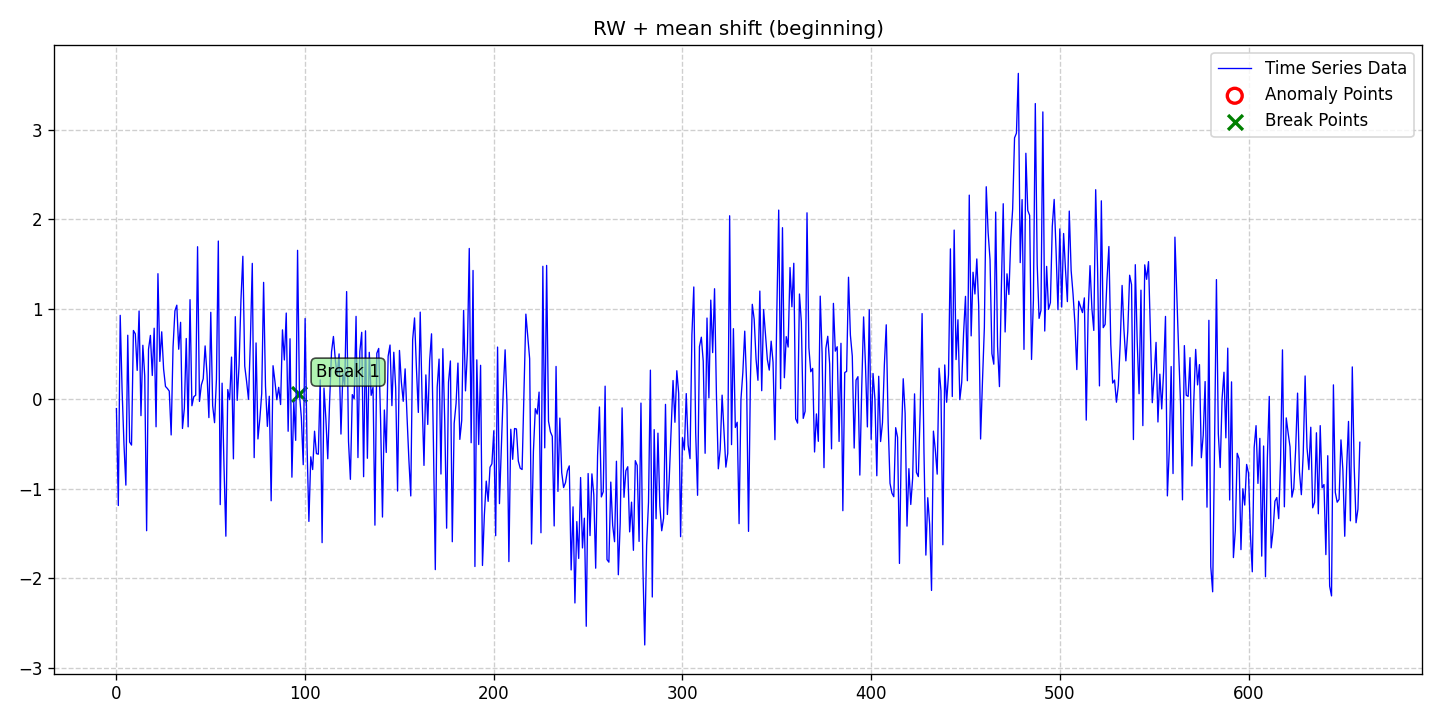 RW + mean shift (beginning)
Time Series Data
Anomaly Points
Break Points
3
2
1
0
−1
−2
−3
Break 1
0
100
200
300
400
500
600